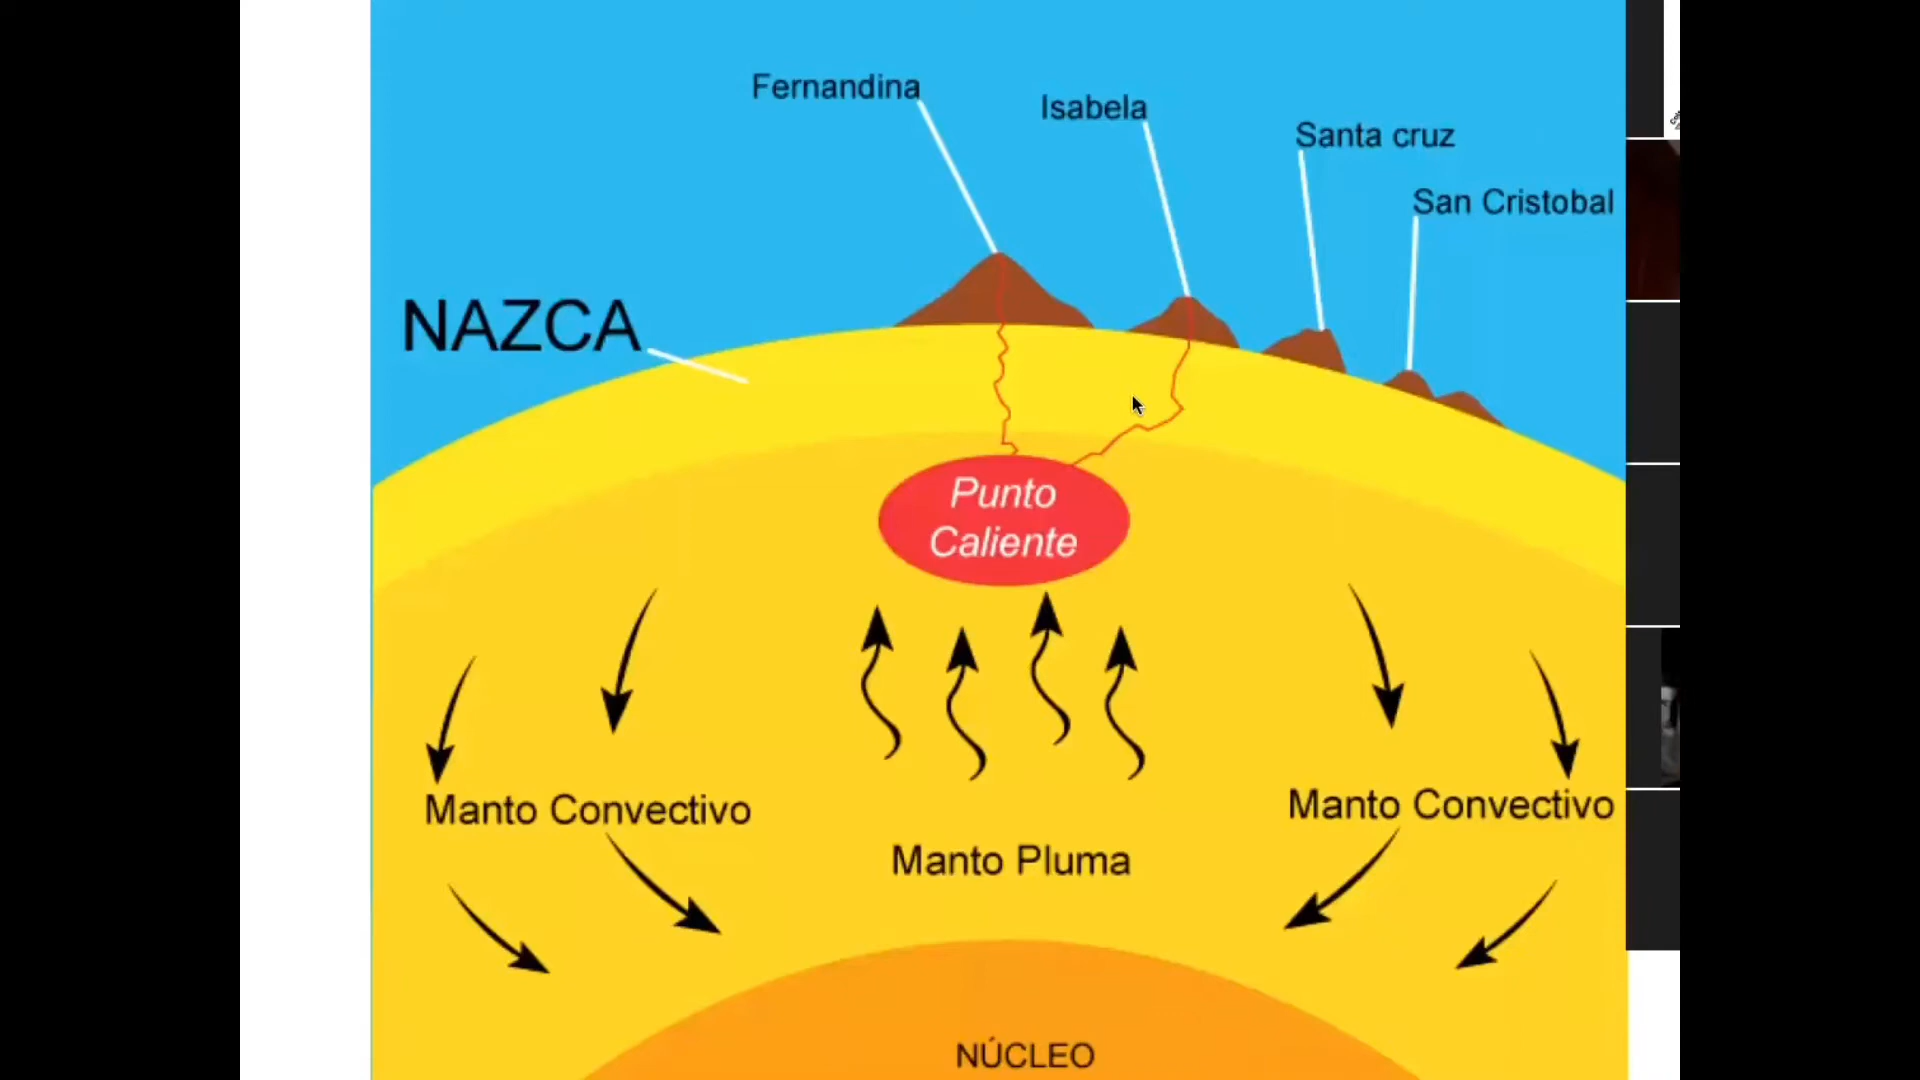 Fernandina
Isabela
Santa cruz
San Cristobal
NAZCA
Punto
Caliente
Manto Convectivo
Manto Convectivo
Manto Pluma
NÚCLEO